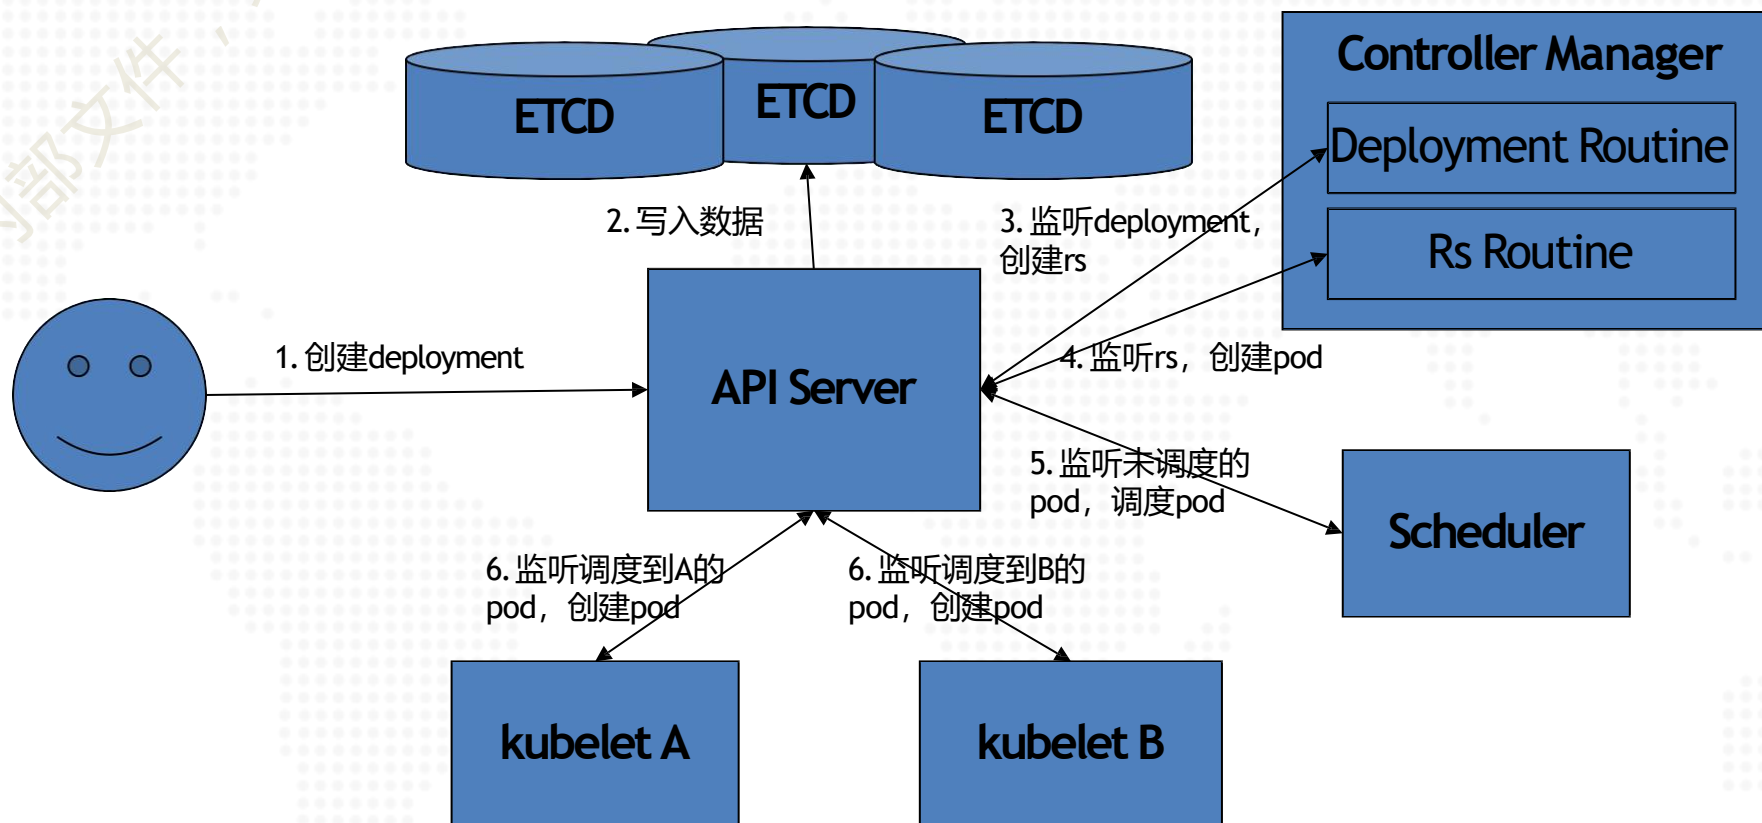 部文件，
ETCD
ETCD
ETCD
Controller Manager
Deployment Routine
Rs Routine
2. 写入数据
3. 监听deployment，
创建rs
1. 创建deployment
API Server
4. 监听rs，创建pod
5. 监听未调度的
pod，调度pod
Scheduler
6. 监听调度到A的
pod，创建pod
6. 监听调度到B的
pod，创建pod
kubelet A
kubelet B